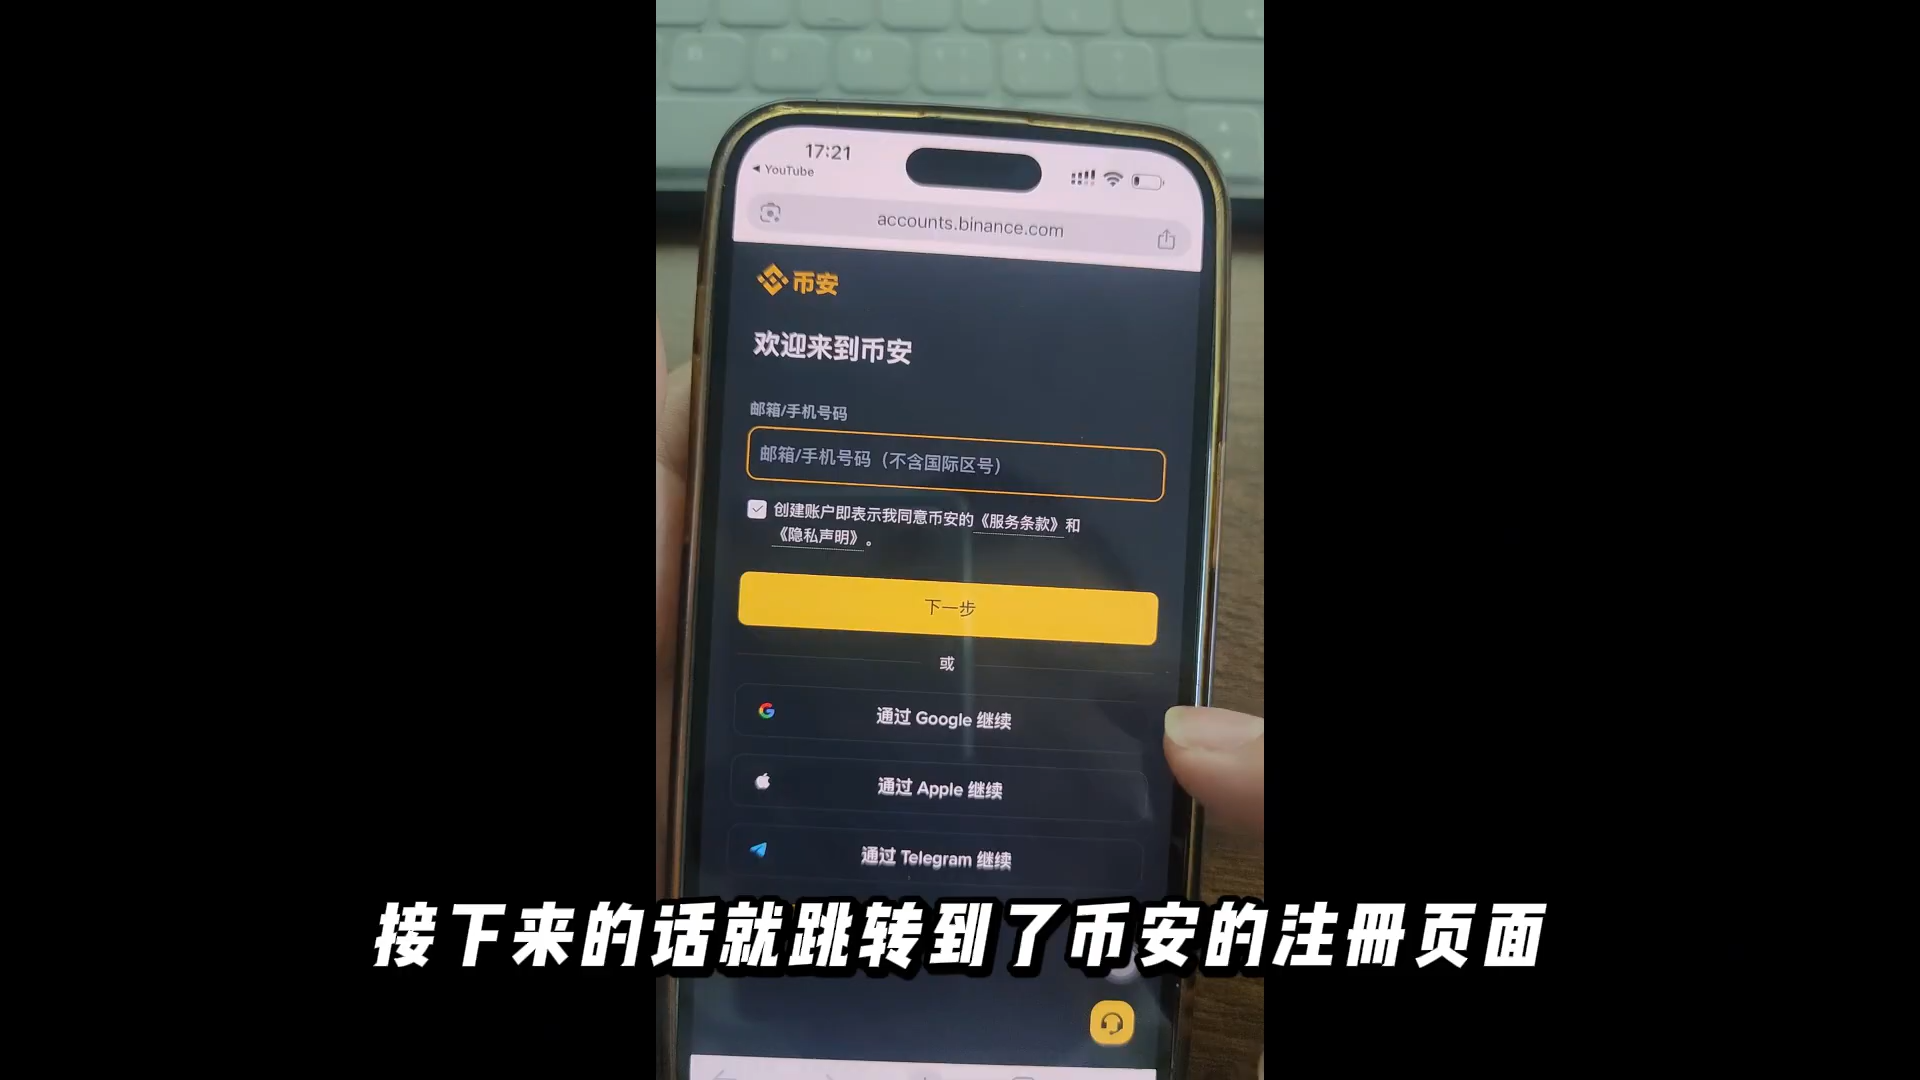 17:21
YouTube
accounts.binance.com
币安
欢迎来到币安
邮箱/手机号码
邮箱/手机号码（不含国际区号）
创建账户即表示我同意币安的《服务条款》和
《隐私声明》。
下一步
或
通过 Google 继续
通过 Apple 继续
通过 Telegram 继续
接下来的话就跳转到了币安的注册页面